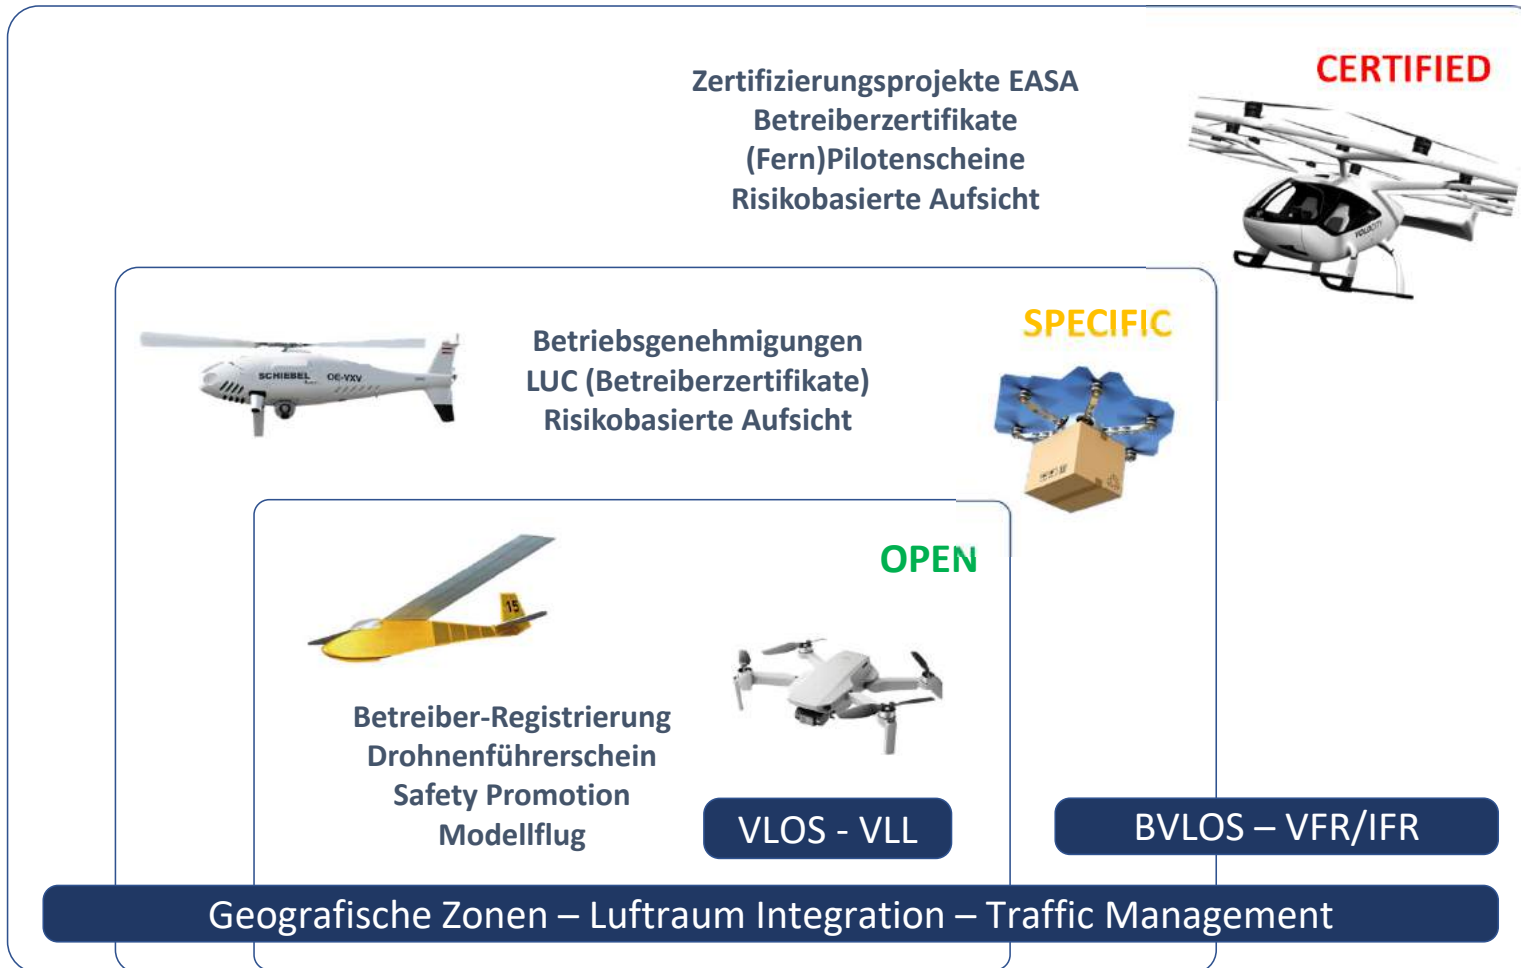 CERTIFIED
Zertifizierungsprojekte EASA
Betreiberzertifikate
(Fern)Pilotenscheine
Risikobasierte Aufsicht
VOLOCITY
SPECIFIC
Betriebsgenehmigungen
LUC (Betreiberzertifikate)
Risikobasierte Aufsicht
SCHIEBEL OE-VXV
OPEN
15
Betreiber-Registrierung
Drohnenführerschein
Safety Promotion
Modellflug
VLOS - VLL
BVLOS – VFR/IFR
Geografische Zonen – Luftraum Integration – Traffic Management